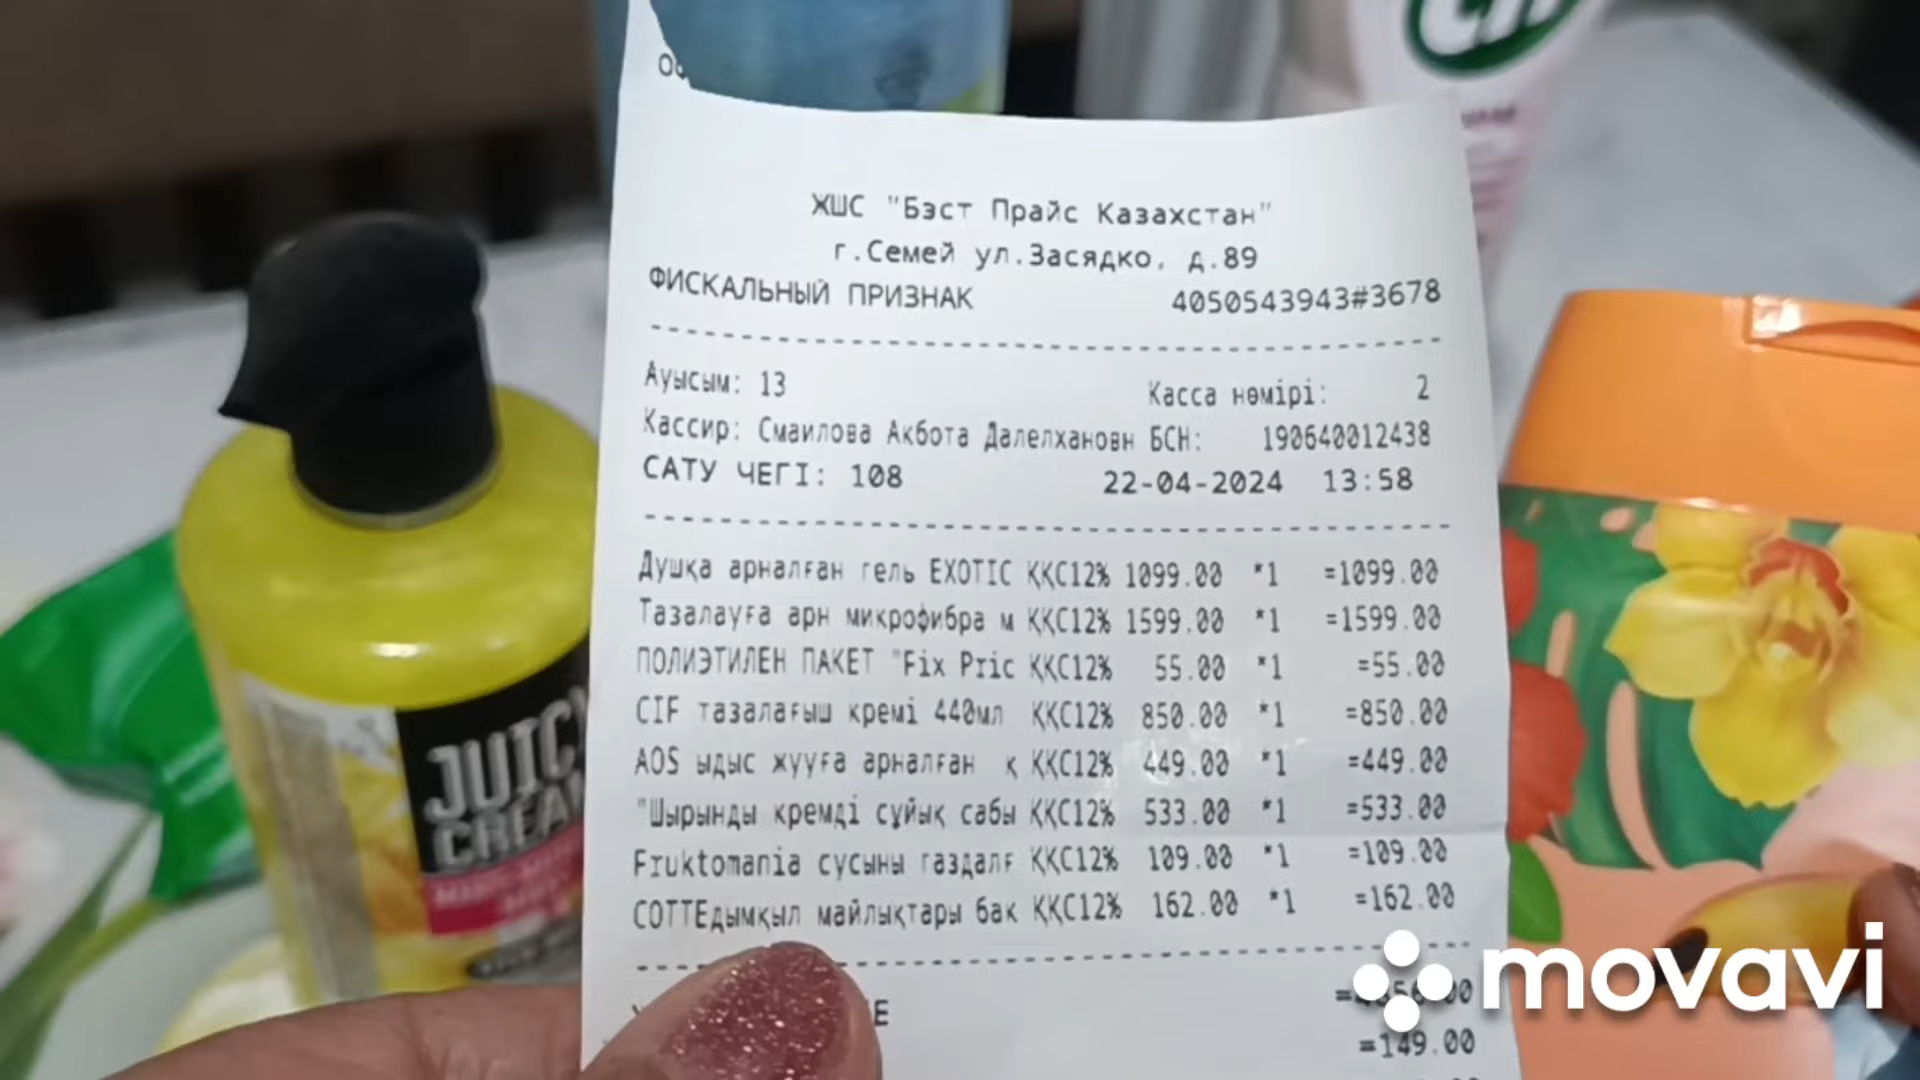 ЖШС "Бэст Прайс Казахстан"
г.Семей ул.Засядко, д.89
ФИСКАЛЬНЫЙ ПРИЗНАК 4050543943#3678
Ауысым: 13 Касса нөмірі: 2
Кассир: Смаилова Акбота Далелхановн БСН: 190640012438
САТУ ЧЕГІ: 108 22-04-2024 13:58
Душқа арналған гель EXOTIC ҚҚС12% 1099.00 *1 =1099.00
Тазалауға арн микрофибра м ҚҚС12% 1599.00 *1 =1599.00
ПОЛИЭТИЛЕН ПАКЕТ "Fix Pric ҚҚС12% 55.00 *1 =55.00
CIF тазалағыш кремі 440мл ҚҚС12% 850.00 *1 =850.00
AOS ыдыс жууға арналған қ ҚҚС12% 449.00 *1 =449.00
"Шырынды кремді сұйық сабы ҚҚС12% 533.00 *1 =533.00
Fruktomania сусыны газдалғ ҚҚС12% 109.00 *1 =109.00
COTTEдымқыл майлықтары бак ҚҚС12% 162.00 *1 =162.00
=149.00
JUICY
CREAM
movavi